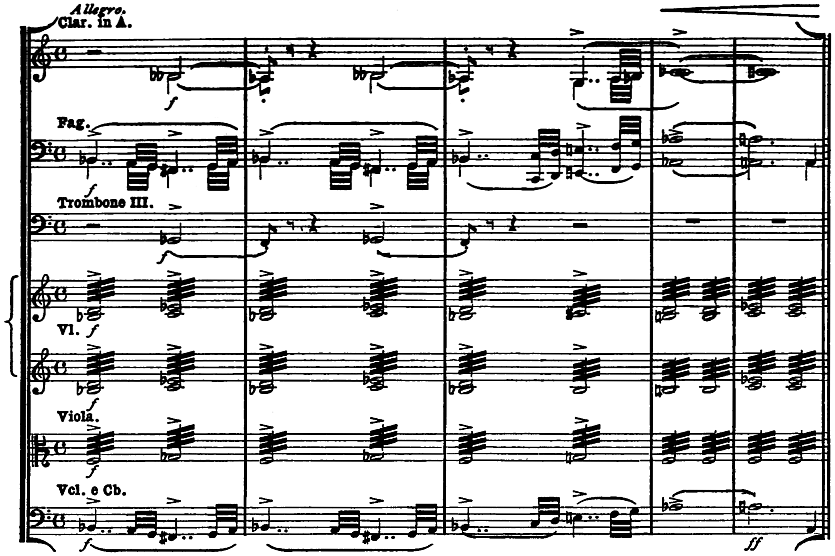 Allegro.
Clar. in A.
f
Fag.
f
Trombone III.
f
Vl. f
f
Viola.
f
Vcl. e Cb.
f
ff